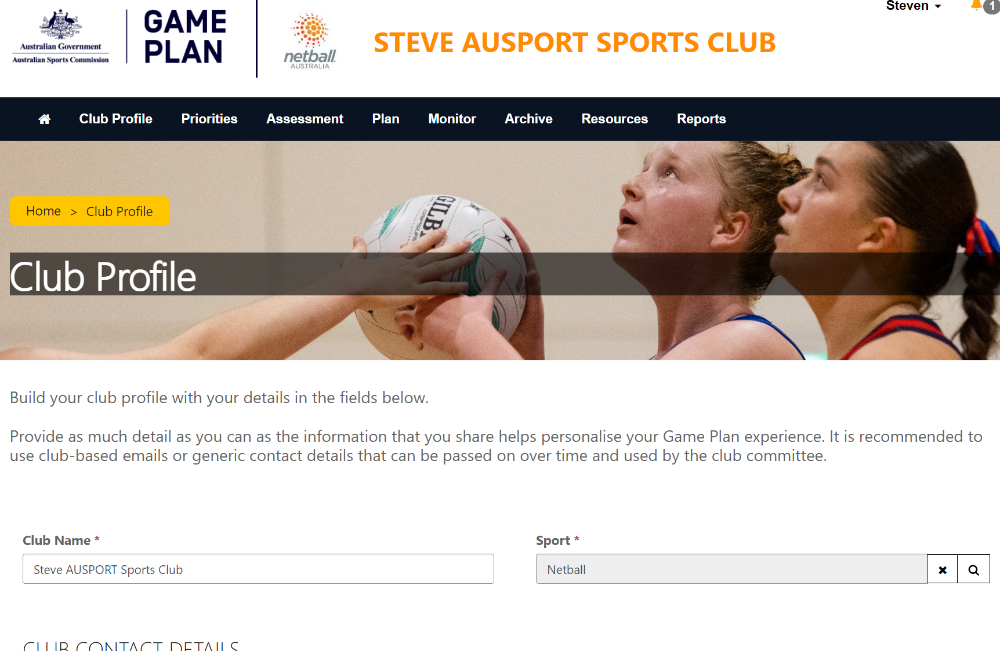 Steven
1
Australian Government
Australian Sports Commission
GAME
PLAN
netball
AUSTRALIA
STEVE AUSPORT SPORTS CLUB
Club Profile
Priorities
Assessment
Plan
Monitor
Archive
Resources
Reports
Home > Club Profile
Club Profile
Build your club profile with your details in the fields below.
Provide as much detail as you can as the information that you share helps personalise your Game Plan experience. It is recommended to
use club-based emails or generic contact details that can be passed on over time and used by the club committee.
Club Name *
Steve AUSPORT Sports Club
Sport *
Netball
CLUB CONTACT DETAILS